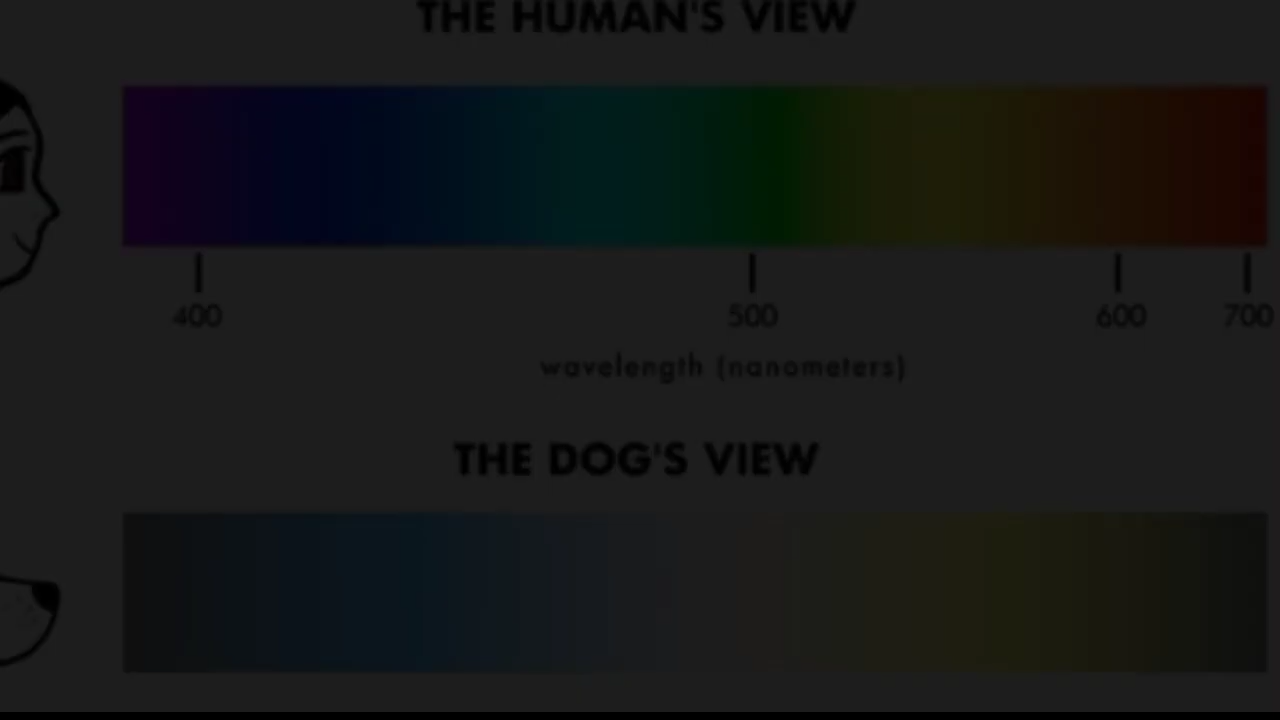 THE HUMAN'S VIEW
400 500 600 700
wavelength (nanometers)
THE DOG'S VIEW